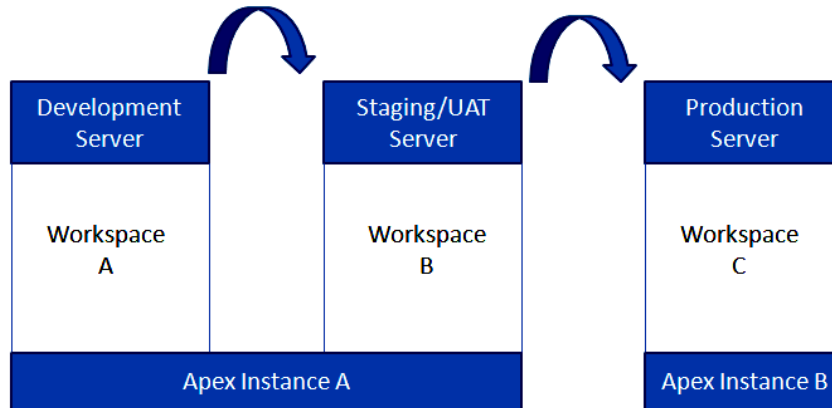 Development
Server
Staging/UAT
Server
Production
Server
Workspace
A
Workspace
B
Workspace
C
Apex Instance A
Apex Instance B